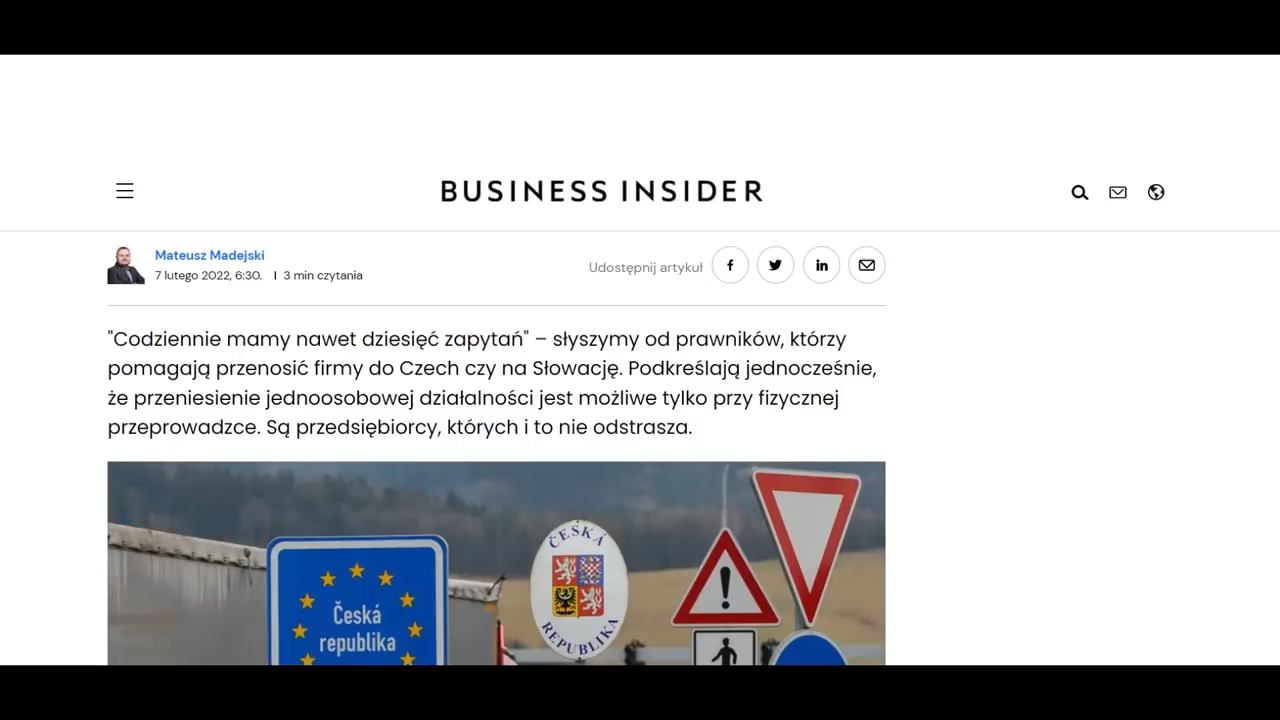 BUSINESS INSIDER
Mateusz Madejski
7 lutego 2022, 6:30. | 3 min czytania
Udostępnij artykuł
"Codziennie mamy nawet dziesięć zapytań" – słyszymy od prawników, którzy
pomagają przenosić firmy do Czech czy na Słowację. Podkreślają jednocześnie,
że przeniesienie jednoosobowej działalności jest możliwe tylko przy fizycznej
przeprowadzce. Są przedsiębiorcy, których i to nie odstrasza.
ČESKÁ
REPUBLIKA
Česká
republika